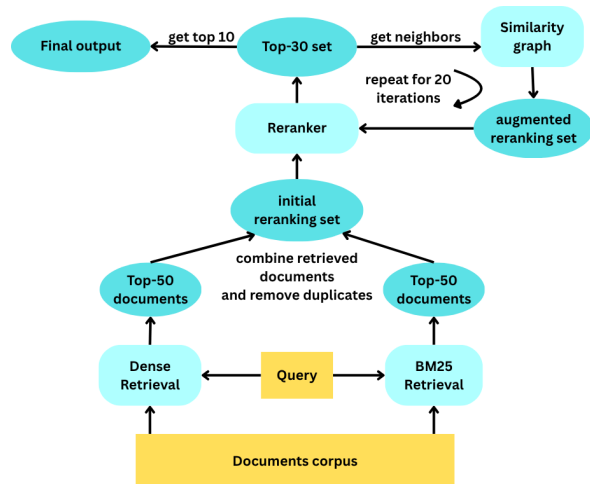 Final output
get top 10
Top-30 set
get neighbors
Similarity
graph
repeat for 20
iterations
Reranker
augmented
reranking set
initial
reranking set
combine retrieved
documents
and remove duplicates
Top-50
documents
Top-50
documents
Dense
Retrieval
Query
BM25
Retrieval
Documents corpus